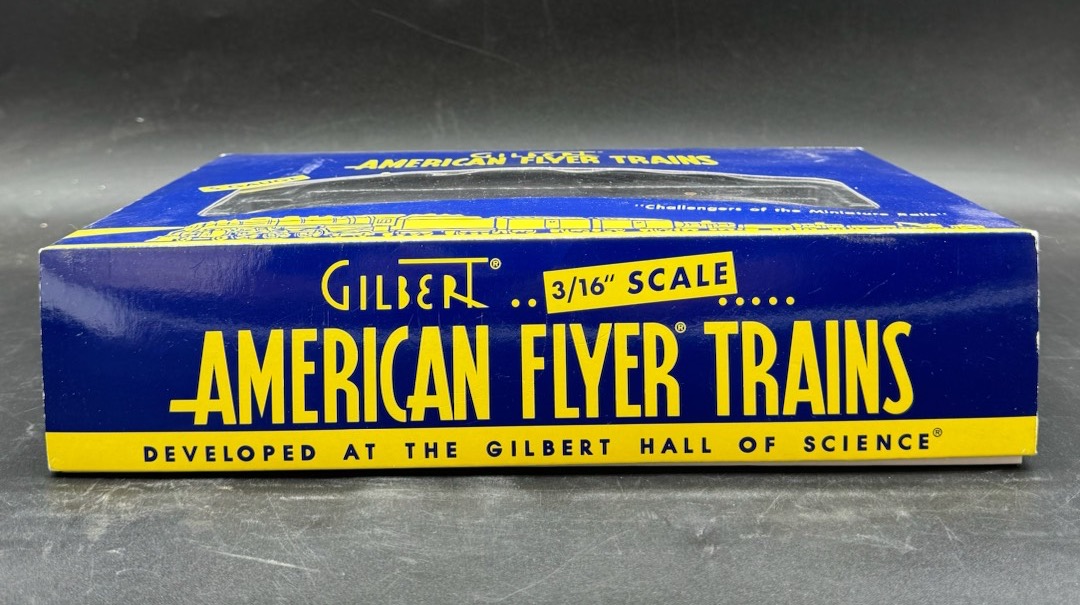 GILBERT
AMERICAN FLYER TRAINS
"Challengers of the Miniature Rails"
GILBERT® .. 3/16" SCALE .....
AMERICAN FLYER® TRAINS
DEVELOPED AT THE GILBERT HALL OF SCIENCE®